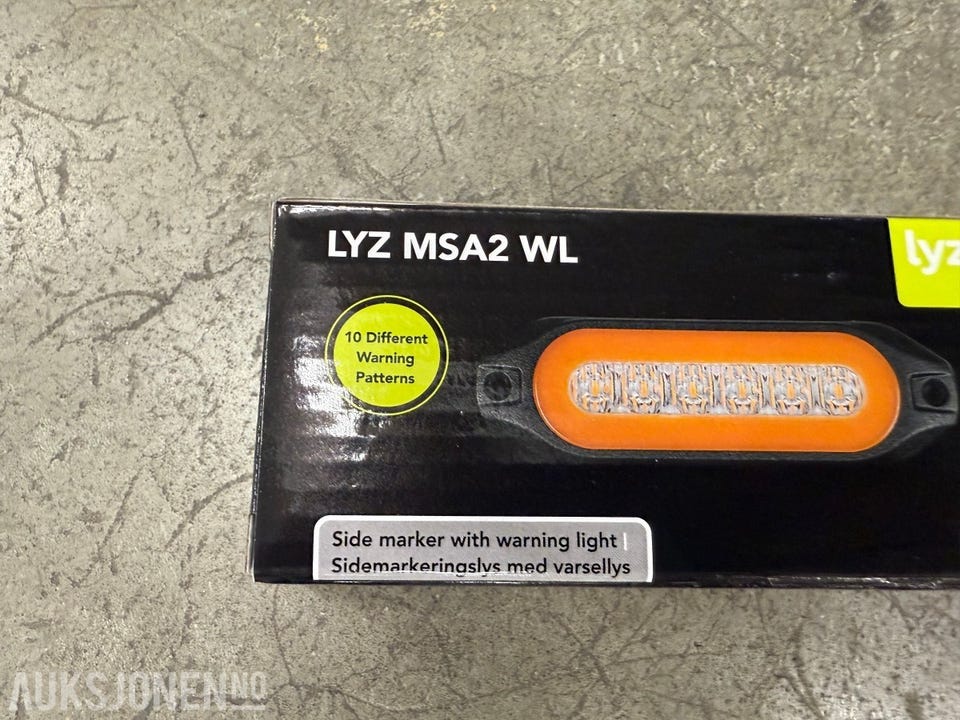 LYZ MSA2 WL
lyz
10 Different
Warning
Patterns
Side marker with warning light
Sidemarkeringslys med varsellys
AUKSJONEN.NO